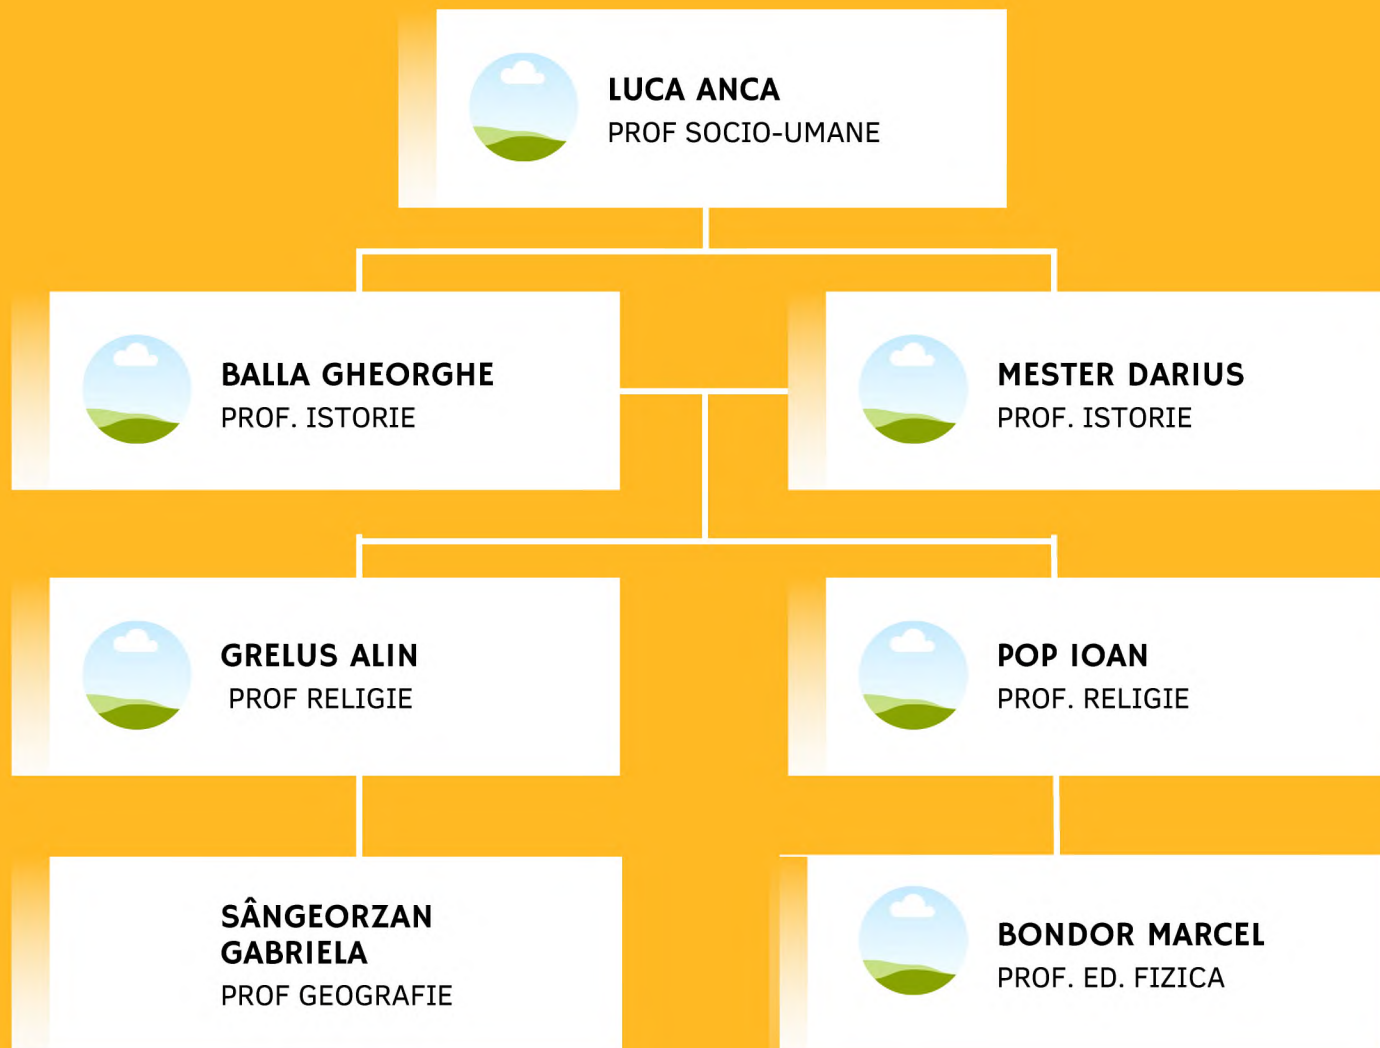 LUCA ANCA
PROF SOCIO-UMANE
BALLA GHEORGHE
PROF. ISTORIE
MESTER DARIUS
PROF. ISTORIE
GRELUS ALIN
PROF RELIGIE
POP IOAN
PROF. RELIGIE
SÂNGEORZAN
GABRIELA
PROF GEOGRAFIE
BONDOR MARCEL
PROF. ED. FIZICA